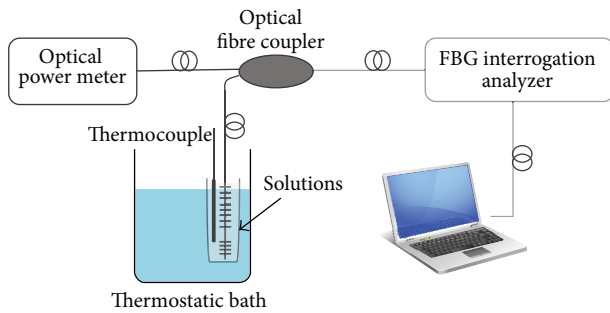 Optical
fibre coupler
Optical
power meter
FBG interrogation
analyzer
Thermocouple
Solutions
Thermostatic bath